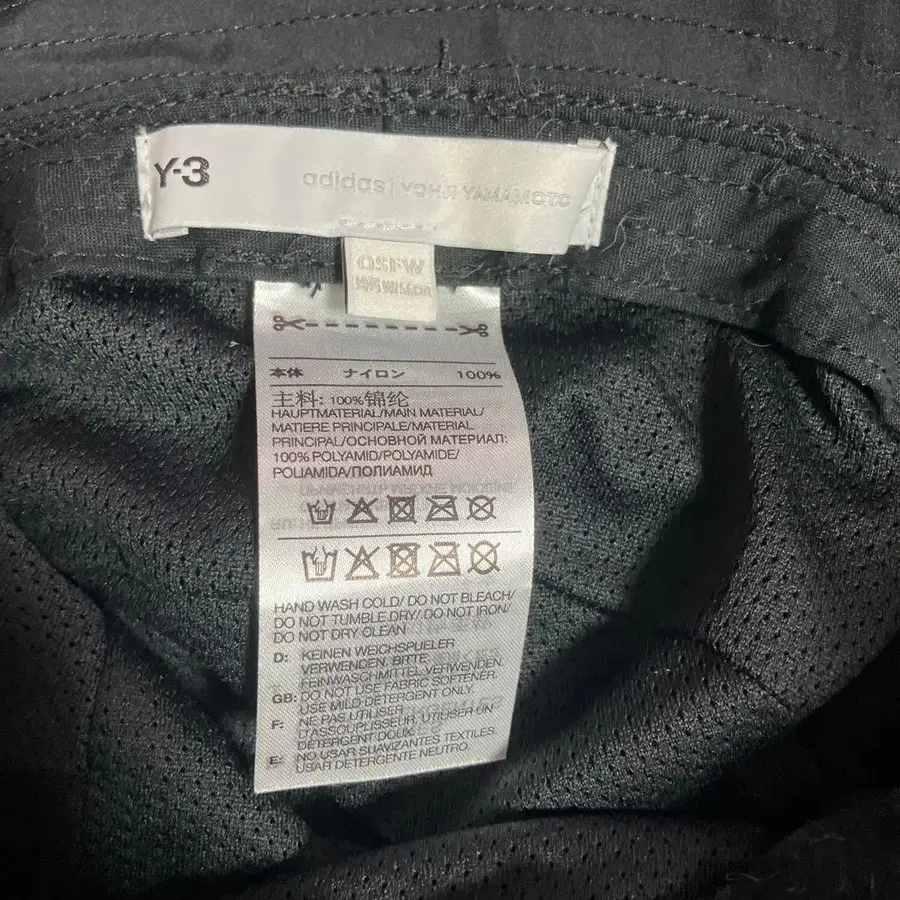 Y-3
adidas | YOHJI YAMAMOTO
OSFW
本体 ナイロン 100%
主料: 100%锦纶
HAUPTMATERIAL/MAIN MATERIAL/
MATIERE PRINCIPALE/MATERIAL
PRINCIPAL/ОСНОВНОЙ МАТЕРИАЛ:
100% POLYAMID/POLYAMIDE/
POLIAMIDA/ПОЛИАМИД
HAND WASH COLD/ DO NOT BLEACH/
DO NOT TUMBLE DRY/ DO NOT IRON/
DO NOT DRY CLEAN
D: KEINEN WEICHSPUELER
VERWENDEN. BITTE
FEINWASCHMITTEL VERWENDEN.
GB: DO NOT USE FABRIC SOFTENER.
USE MILD DETERGENT ONLY.
F: NE PAS UTILISER
D'ASSOUPLISSEUR. UTILISER UN
DETERGENT DOUX
E: NO USAR SUAVIZANTES TEXTILES.
USAR DETERGENTE NEUTRO.